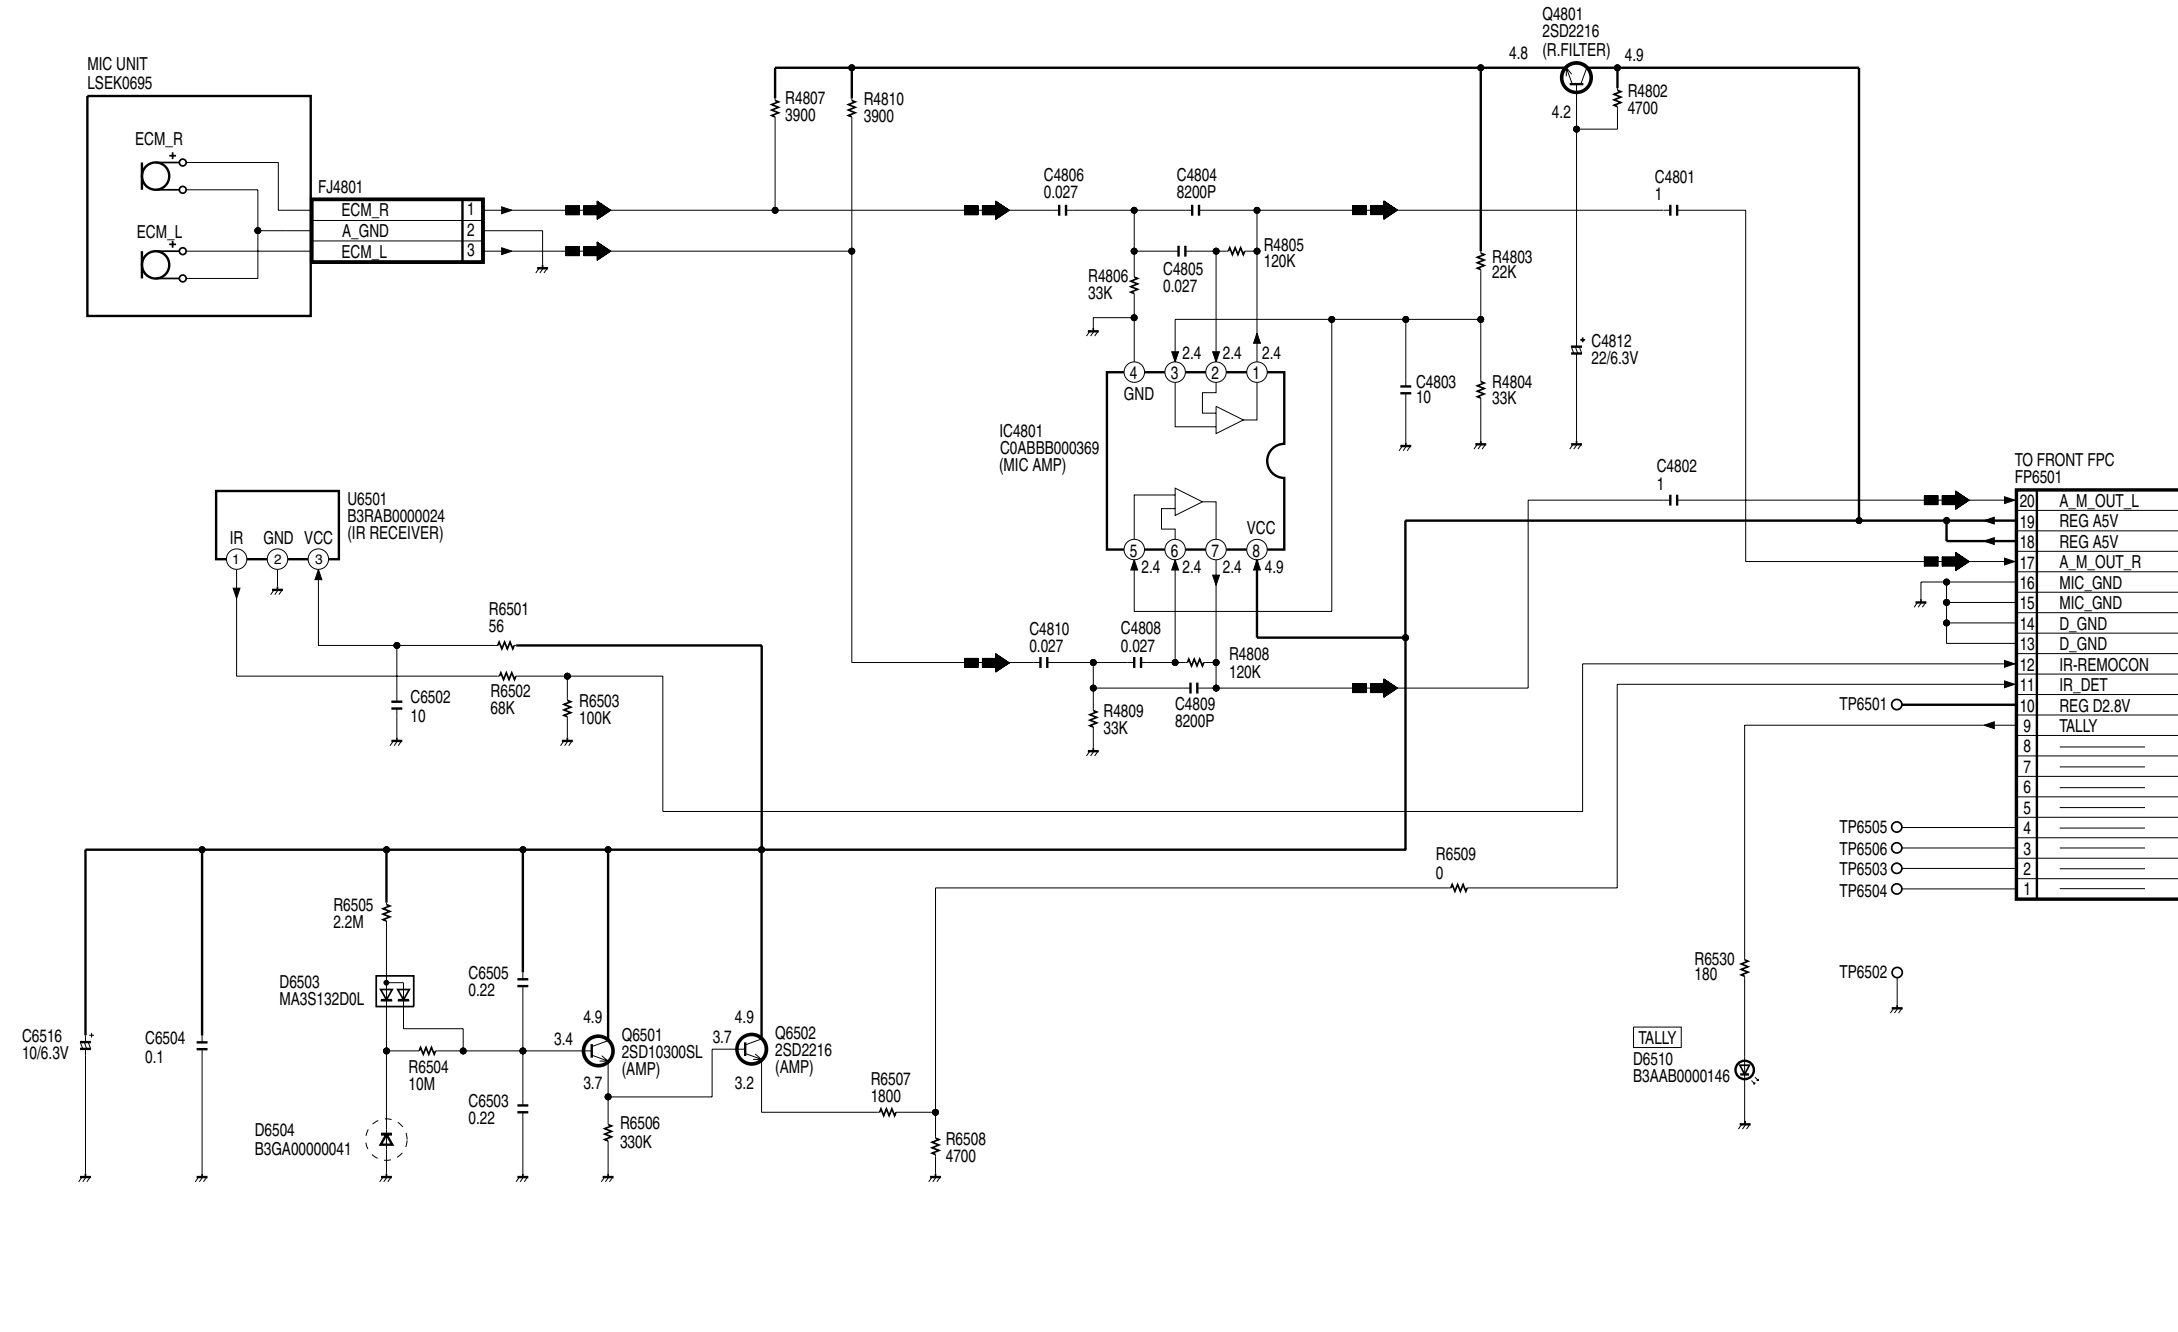 Q4801
2SD2216
(R.FILTER)
4.8
4.9
4.2
R4802
4700
MIC UNIT
LSEK0695
ECM_R
+
ECM_L
+
FJ4801
ECM_R 1
A_GND 2
ECM_L 3
R4807
3900
R4810
3900
C4806
0.027
C4804
8200P
C4801
1
R4806
33K
C4805
0.027
R4805
120K
R4803
22K
2.4
2.4
2.4
4
3
2
1
GND
C4803
10
R4804
33K
+
C4812
22/6.3V
IC4801
C0ABBB000369
(MIC AMP)
VCC
5
6
7
8
2.4
2.4
2.4
4.9
C4802
1
U6501
B3RAB0000024
(IR RECEIVER)
IR GND VCC
1
2
3
R6501
56
C6502
10
R6502
68K
R6503
100K
C4810
0.027
C4808
0.027
R4808
120K
R4809
33K
C4809
8200P
TO FRONT FPC
FP6501
20 A_M_OUT_L
19 REG A5V
18 REG A5V
17 A_M_OUT_R
16 MIC_GND
15 MIC_GND
14 D_GND
13 D_GND
12 IR-REMOCON
11 IR_DET
TP6501 10 REG D2.8V
9 TALLY
8
7
6
5
TP6505 4
TP6506 3
TP6503 2
TP6504 1
TP6502
R6509
0
R6505
2.2M
D6503
MA3S132D0L
C6505
0.22
C6516
10/6.3V
+
C6504
0.1
R6504
10M
C6503
0.22
D6504
B3GA00000041
4.9
3.4
3.7
Q6501
2SD10300SL
(AMP)
R6506
330K
4.9
3.7
3.2
Q6502
2SD2216
(AMP)
R6507
1800
R6508
4700
R6530
180
TALLY
D6510
B3AAB0000146